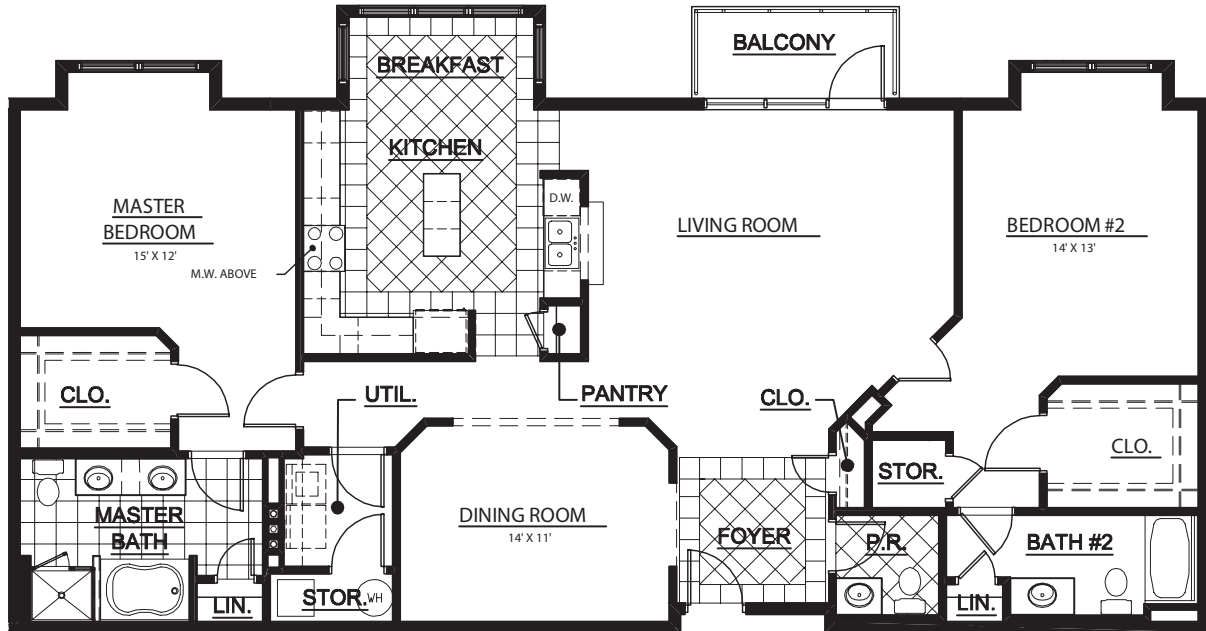 BALCONY
BREAKFAST
KITCHEN
MASTER
BEDROOM
15' X 12'
M.W. ABOVE
D.W.
LIVING ROOM
BEDROOM #2
14' X 13'
CLO.
UTIL.
PANTRY
CLO.
CLO.
STOR.
MASTER
BATH
DINING ROOM
14' X 11'
FOYER
P.R.
BATH #2
LIN.
STOR.
WH
LIN.